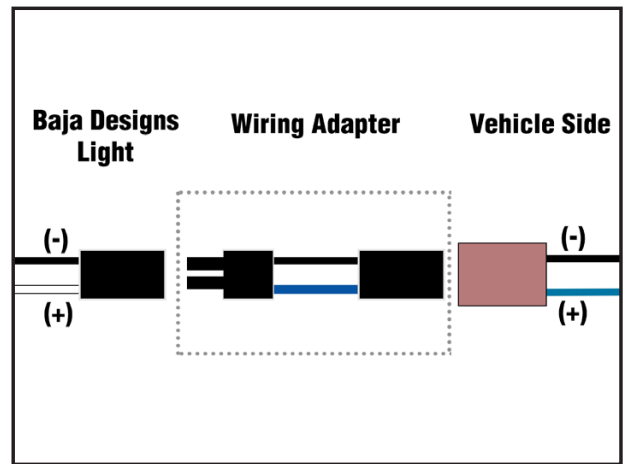 Baja Designs
Light
Wiring Adapter
Vehicle Side
(-)
(+)
(-)
(+)